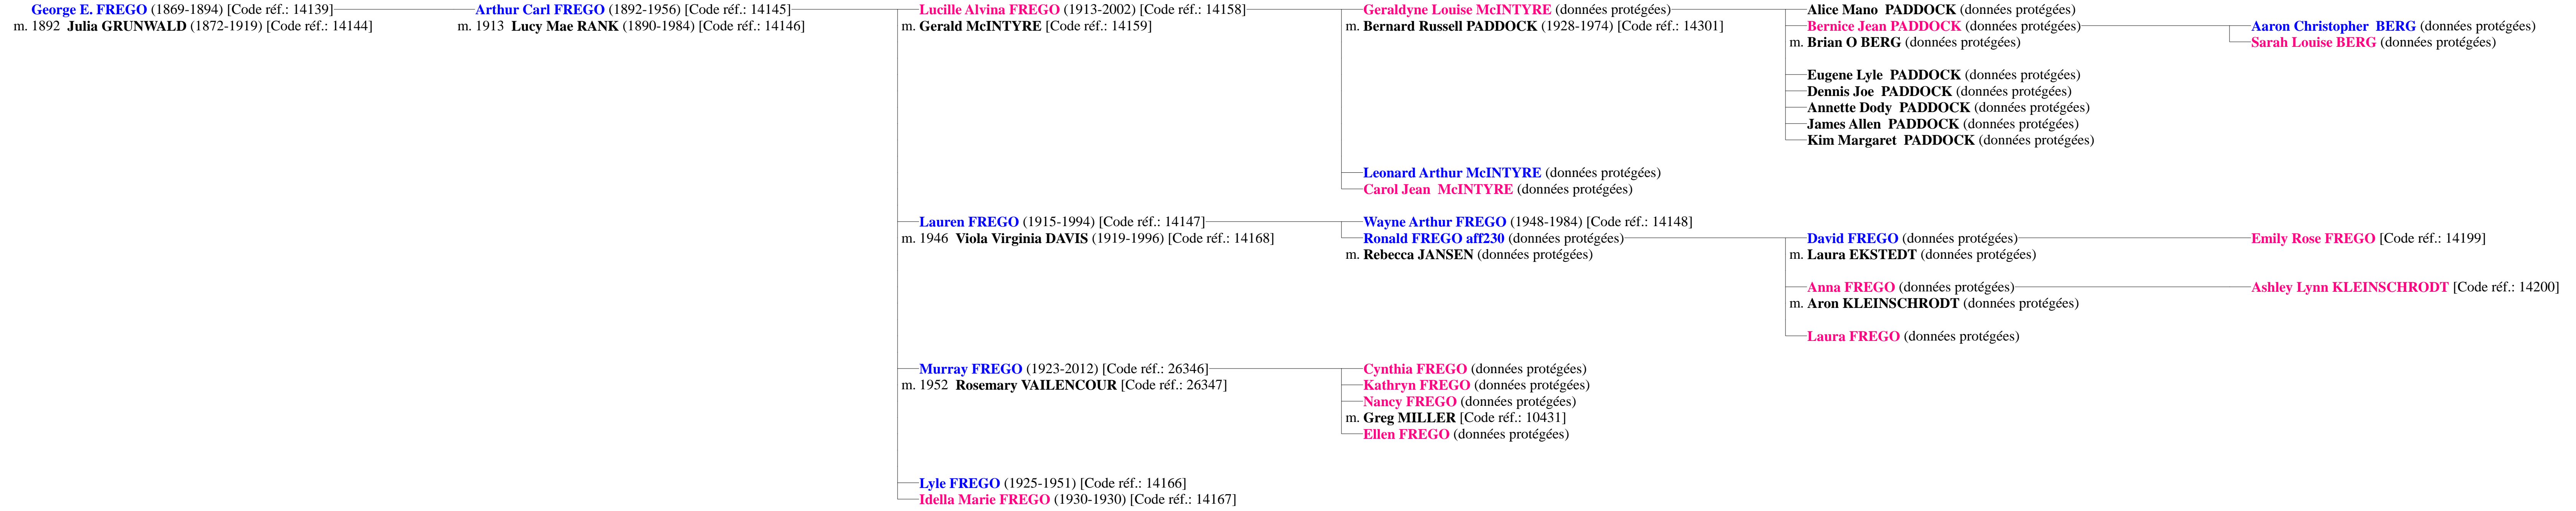 George E. FREGO (1869-1894) [Code réf.: 14139]
m. 1892 Julia GRUNWALD (1872-1919) [Code réf.: 14144]
Arthur Carl FREGO (1892-1956) [Code réf.: 14145]
m. 1913 Lucy Mae RANK (1890-1984) [Code réf.: 14146]
Lucille Alvina FREGO (1913-2002) [Code réf.: 14158]
m. Gerald McINTYRE [Code réf.: 14159]
Geraldyne Louise McINTYRE (données protégées)
m. Bernard Russell PADDOCK (1928-1974) [Code réf.: 14301]
Alice Mano PADDOCK (données protégées)
Bernice Jean PADDOCK (données protégées)
m. Brian O BERG (données protégées)
Aaron Christopher BERG (données protégées)
Sarah Louise BERG (données protégées)
Eugene Lyle PADDOCK (données protégées)
Dennis Joe PADDOCK (données protégées)
Annette Dody PADDOCK (données protégées)
James Allen PADDOCK (données protégées)
Kim Margaret PADDOCK (données protégées)
Leonard Arthur McINTYRE (données protégées)
Carol Jean McINTYRE (données protégées)
Lauren FREGO (1915-1994) [Code réf.: 14147]
m. 1946 Viola Virginia DAVIS (1919-1996) [Code réf.: 14168]
Wayne Arthur FREGO (1948-1984) [Code réf.: 14148]
Ronald FREGO aff230 (données protégées)
m. Rebecca JANSEN (données protégées)
David FREGO (données protégées)
m. Laura EKSTEDT (données protégées)
Emily Rose FREGO [Code réf.: 14199]
Anna FREGO (données protégées)
m. Aron KLEINSCHRODT (données protégées)
Ashley Lynn KLEINSCHRODT [Code réf.: 14200]
Laura FREGO (données protégées)
Murray FREGO (1923-2012) [Code réf.: 26346]
m. 1952 Rosemary VAILENCOUR [Code réf.: 26347]
Cynthia FREGO (données protégées)
Kathryn FREGO (données protégées)
Nancy FREGO (données protégées)
m. Greg MILLER [Code réf.: 10431]
Ellen FREGO (données protégées)
Lyle FREGO (1925-1951) [Code réf.: 14166]
Idella Marie FREGO (1930-1930) [Code réf.: 14167]